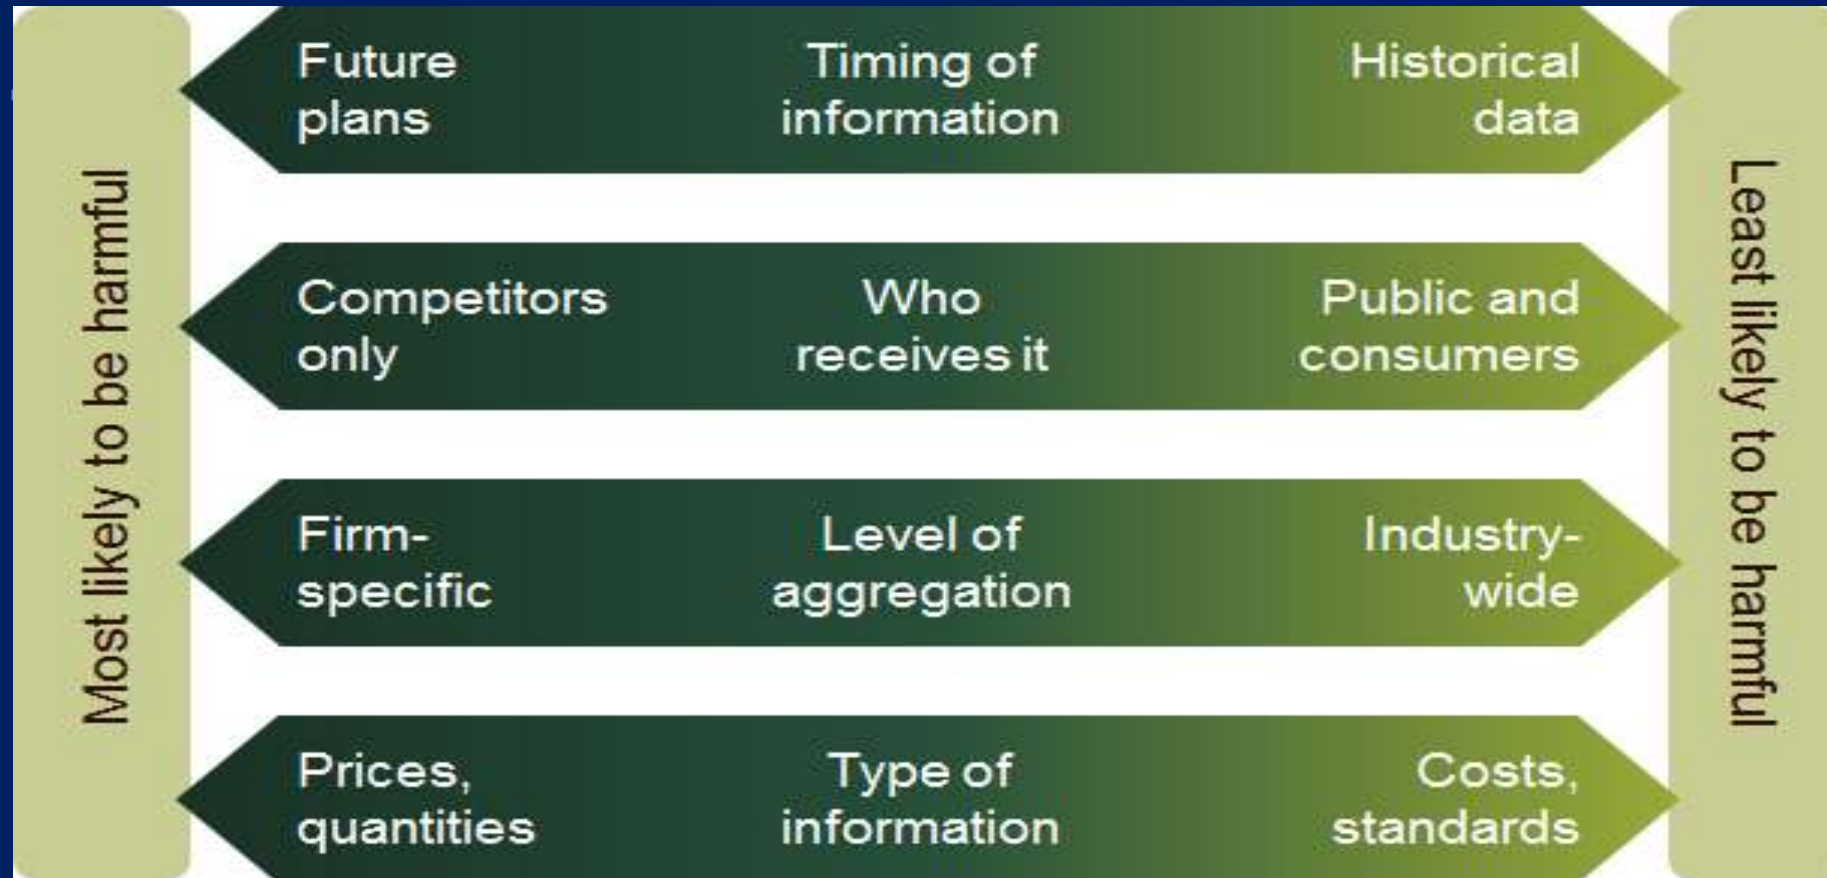 Most likely to be harmful
Future
plans
Timing of
information
Historical
data
Competitors
only
Who
receives it
Public and
consumers
Firm-
specific
Level of
aggregation
Industry-
wide
Prices,
quantities
Type of
information
Costs,
standards
Least likely to be harmful